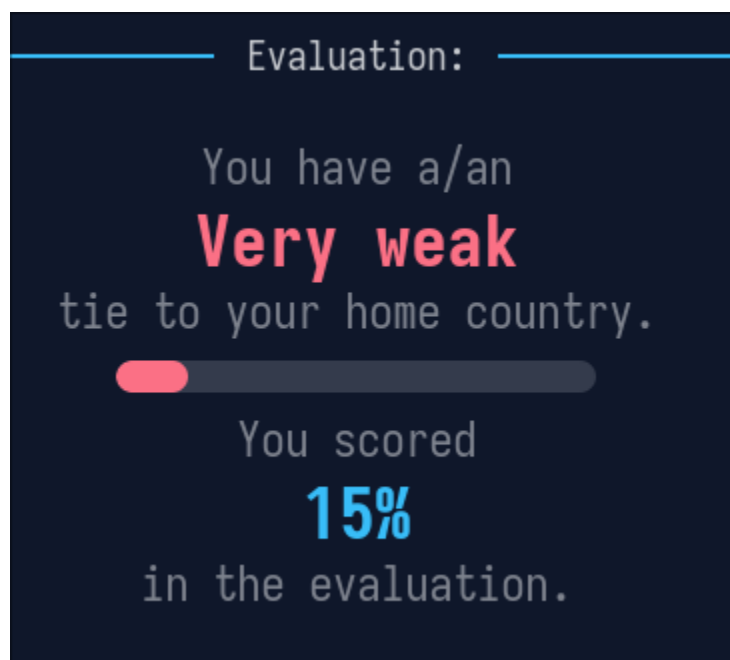 Evaluation:
You have a/an
Very weak
tie to your home country.
You scored
15%
in the evaluation.